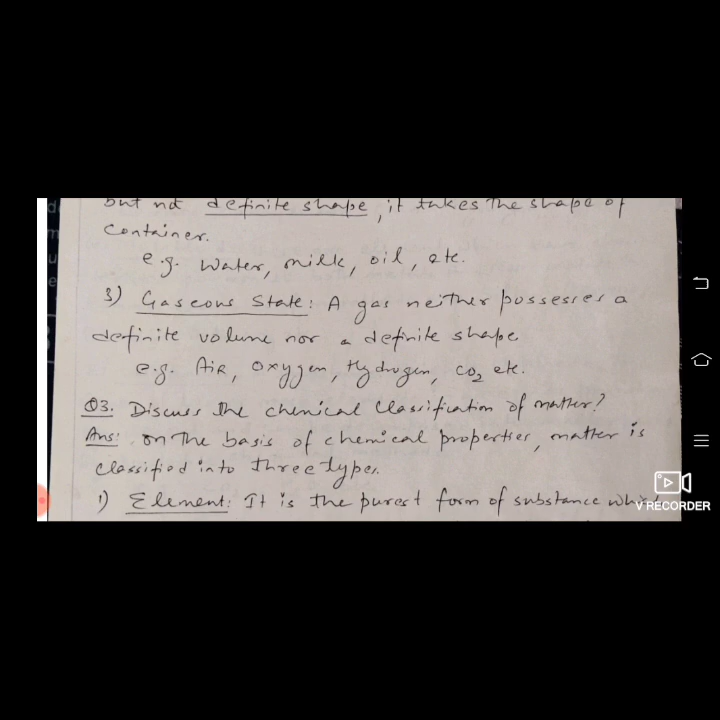 but not definite shape, it takes the shape of
container.
e.g. Water, milk, oil, etc.
3) Gaseous State: A gas neither possesses a
definite volume nor a definite shape
e.g. Air, Oxygen, Hydrogen, CO2 etc.
Q3. Discuss the chemical classification of matter?
Ans: on the basis of chemical properties, matter is
classified into three types.
1) Element: It is the purest form of substance which
V RECORDER